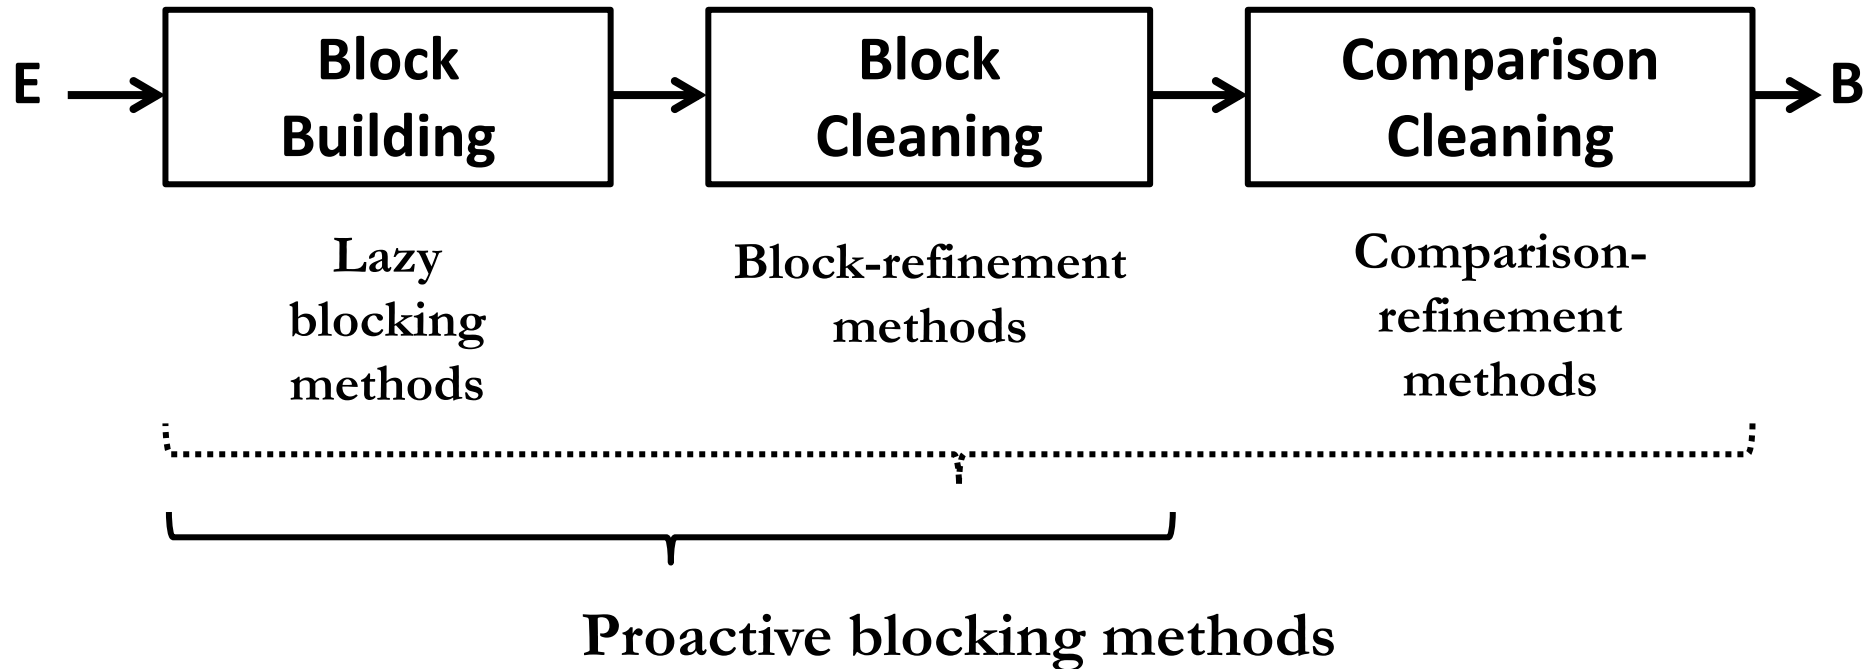 E
Block
Building
Block
Cleaning
Comparison
Cleaning
B
Lazy
blocking
methods
Block-refinement
methods
Comparison-
refinement
methods
Proactive blocking methods